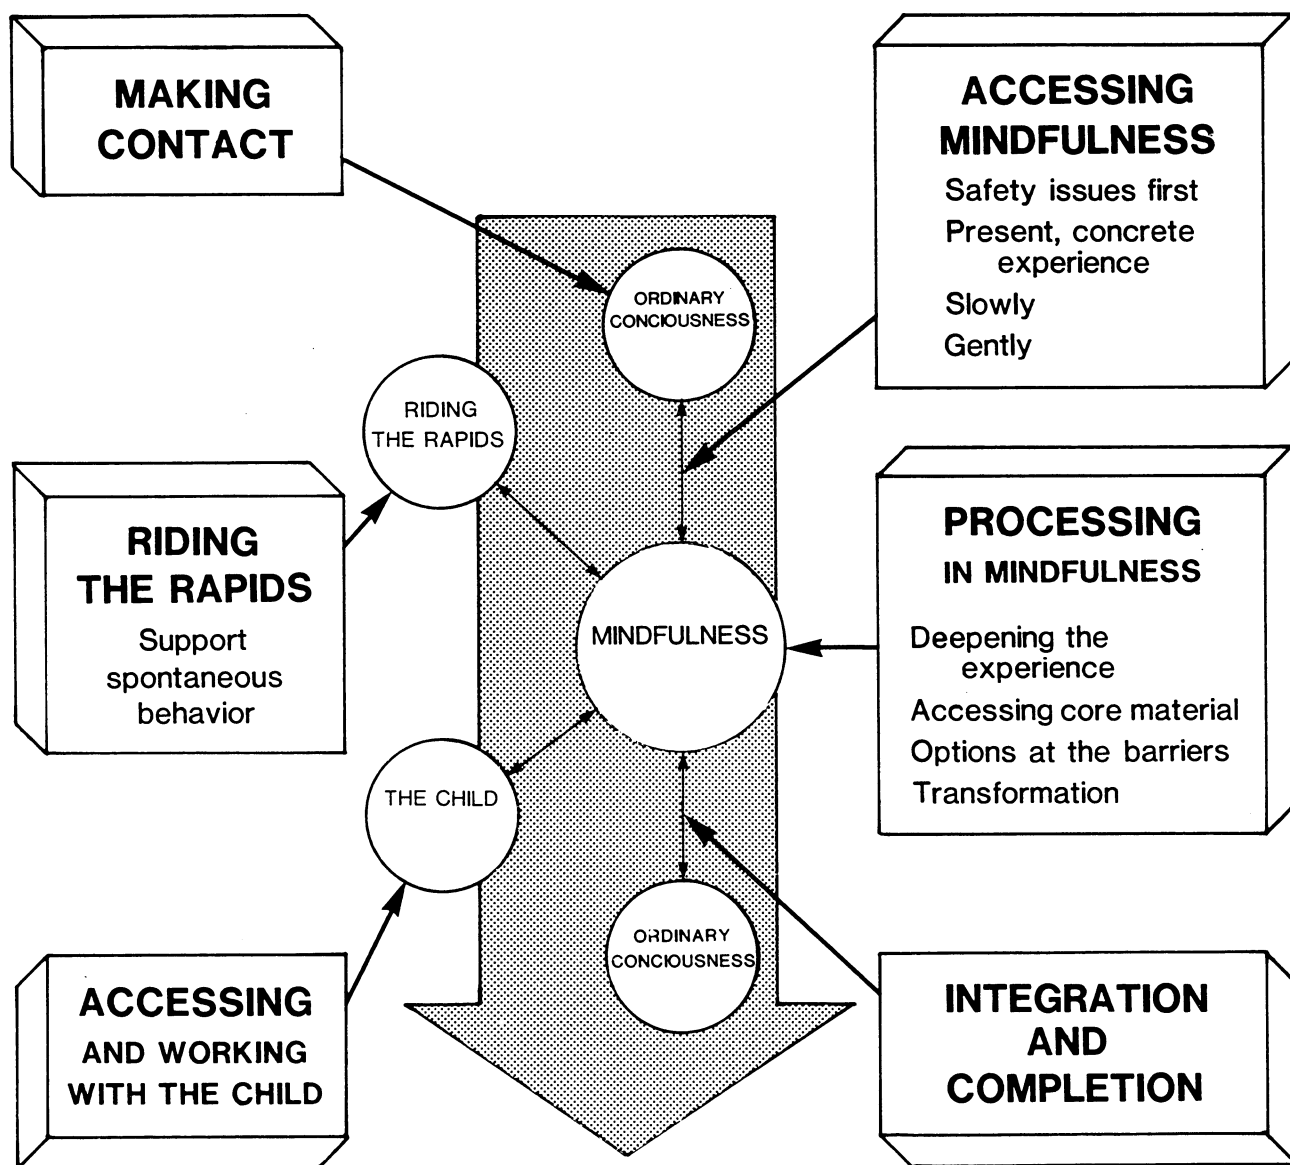 MAKING
CONTACT
ACCESSING
MINDFULNESS
Safety issues first
Present, concrete
experience
Slowly
Gently
ORDINARY
CONCIOUSNESS
RIDING
THE RAPIDS
RIDING
THE RAPIDS
Support
spontaneous
behavior
MINDFULNESS
PROCESSING
IN MINDFULNESS
Deepening the
experience
Accessing core material
Options at the barriers
Transformation
THE CHILD
ORDINARY
CONCIOUSNESS
ACCESSING
AND WORKING
WITH THE CHILD
INTEGRATION
AND
COMPLETION